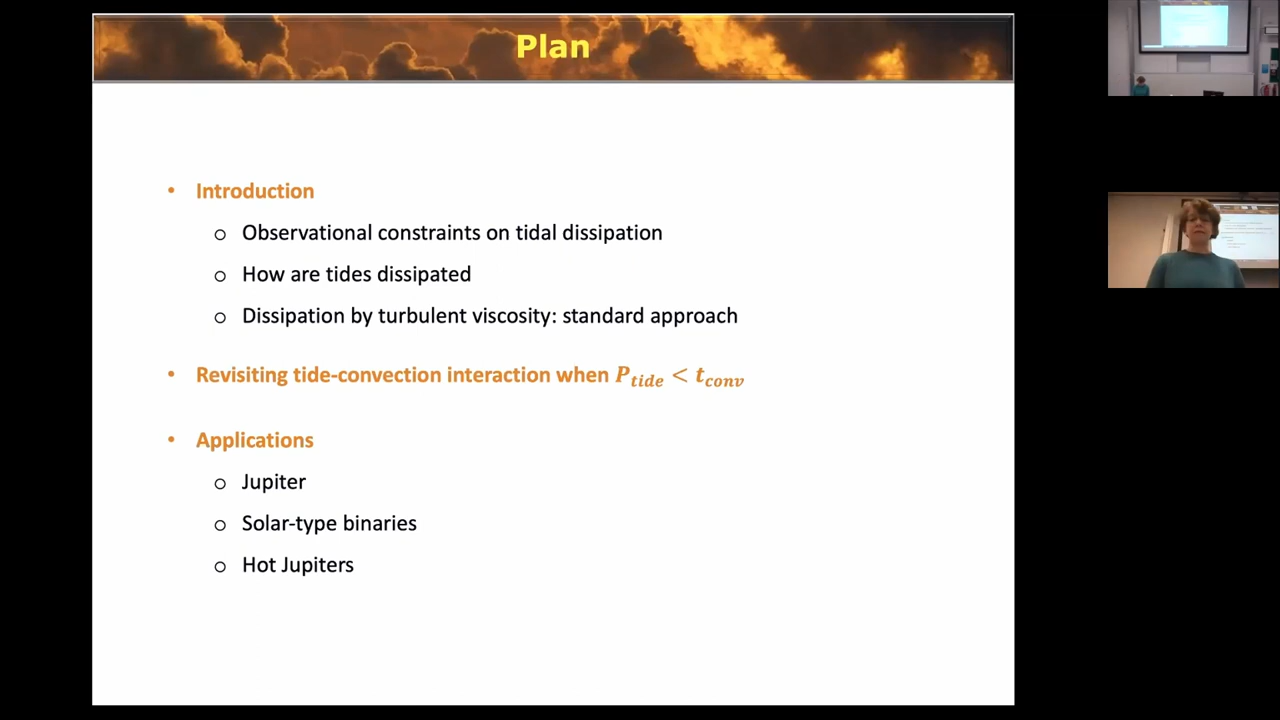 Plan
• Introduction
o Observational constraints on tidal dissipation
o How are tides dissipated
o Dissipation by turbulent viscosity: standard approach
• Revisiting tide-convection interaction when P_tide < t_conv
• Applications
o Jupiter
o Solar-type binaries
o Hot Jupiters